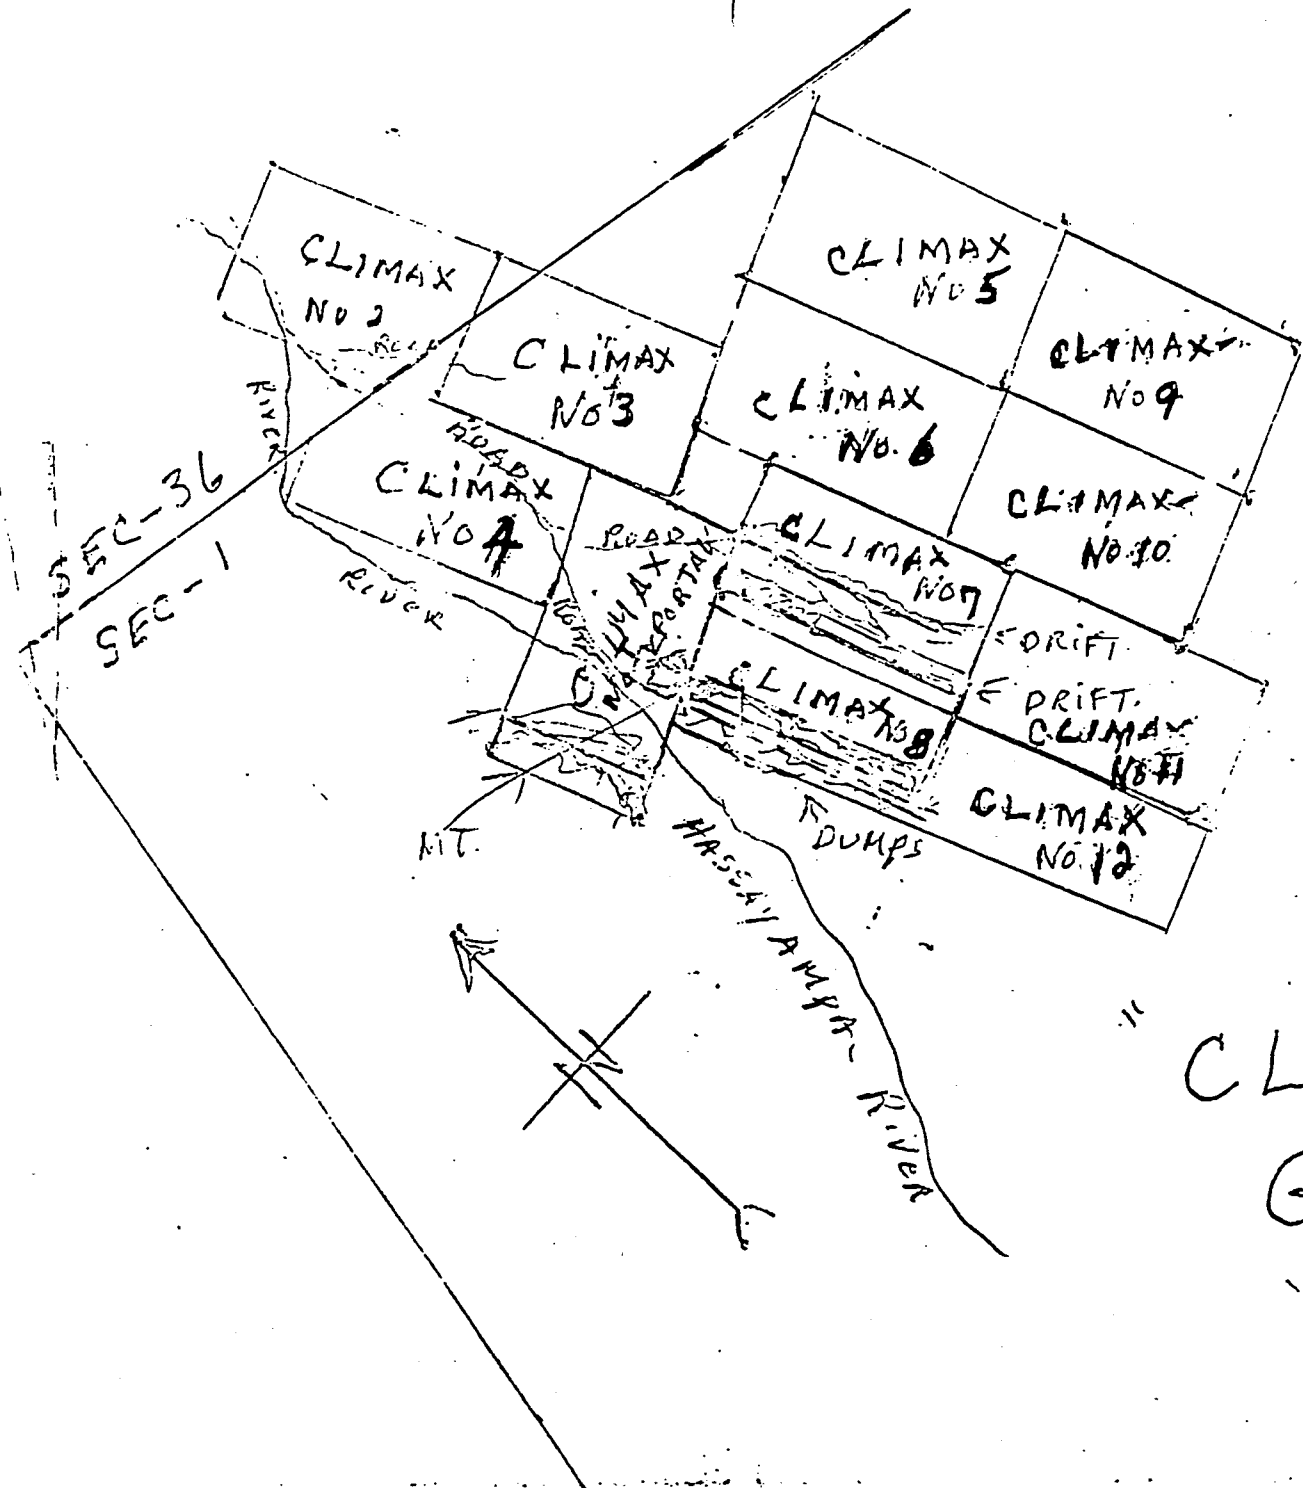 CLIMAX
No 2
ROAD
RIVER
CLIMAX
No 3
CLIMAX
No 5
CLIMAX
No 9
CLIMAX
No. 6
CLIMAX
No. 10
ROAD
CLIMAX
No 4
SEC-36
SEC-1
RIVER
ROAD
CLIMAX
PORTAL
CLIMAX
No 7
DRIFT
DRIFT.
CLIMAX
No 8
CLIMAX
No 11
CLIMAX
No. 12
DUMPS
MT.
HASSAYAMPA-RIVER
"
CL